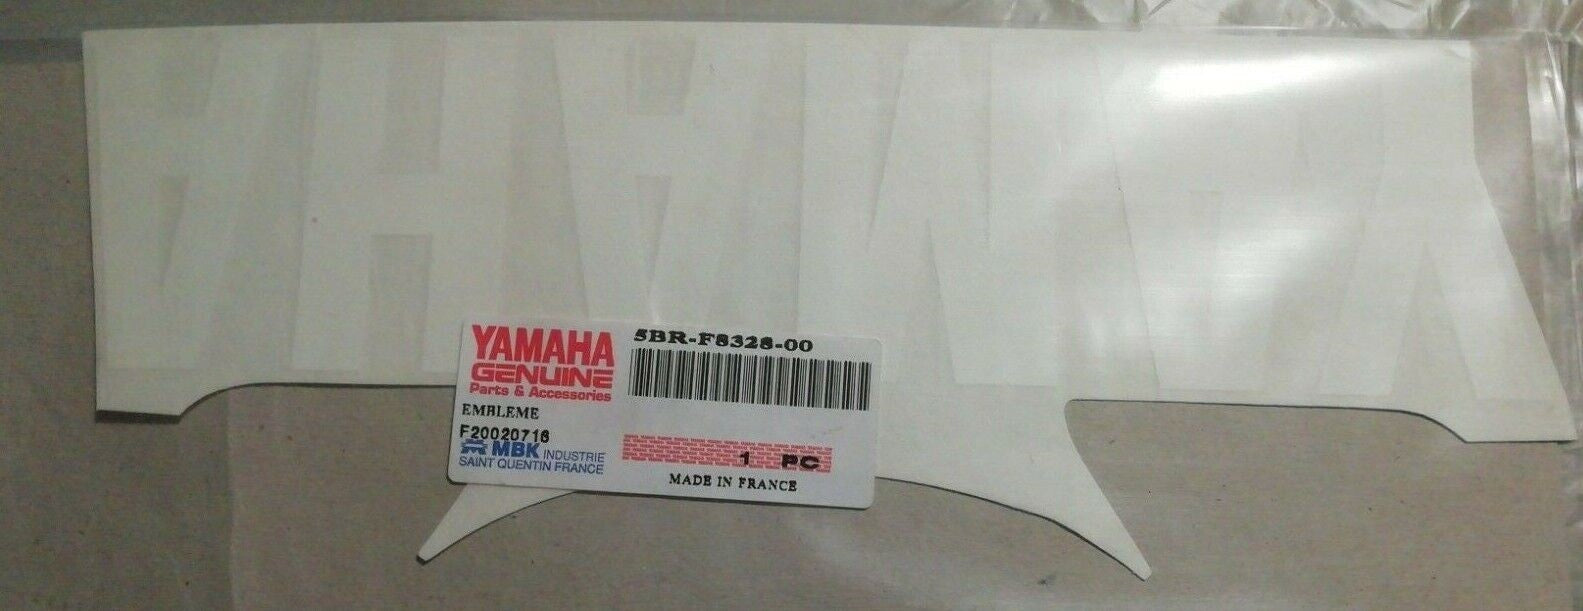 YAMAHA
YAMAHA
GENUINE
Parts & Accessories
5BR-F8328-00
EMBLEME
F20020716
MBK INDUSTRIE
SAINT QUENTIN FRANCE
1 PC
MADE IN FRANCE